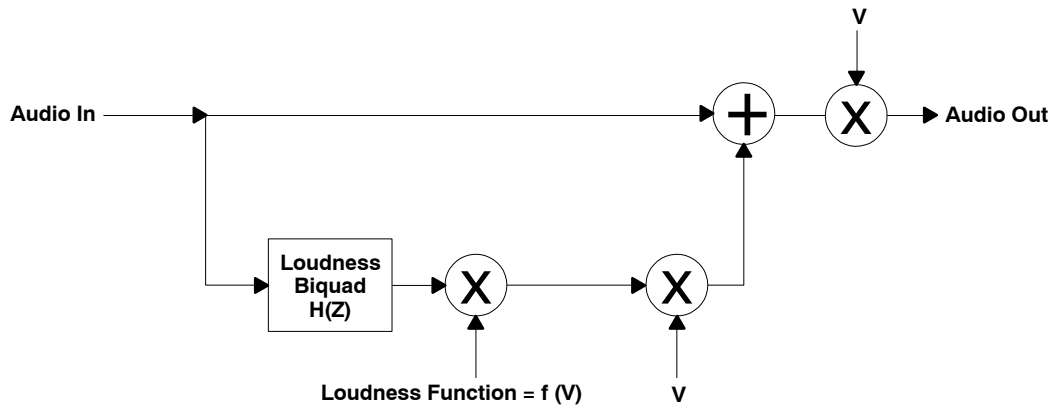 V
Audio In
+
X
Audio Out
Loudness
Biquad
H(Z)
X
X
Loudness Function = f (V)
V